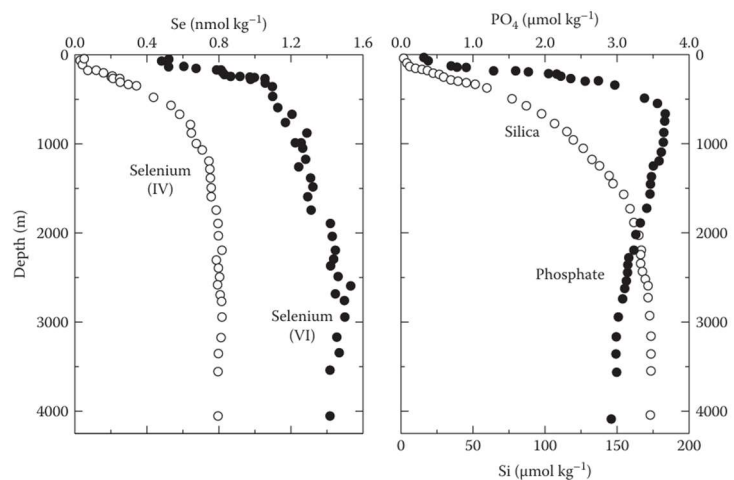 Se (nmol kg⁻¹)
0.0 0.4 0.8 1.2 1.6
0
1000
2000
3000
4000
Depth (m)
Selenium
(IV)
Selenium
(VI)
PO₄ (μmol kg⁻¹)
0.0 1.0 2.0 3.0 4.0
0
1000
2000
3000
4000
Silica
Phosphate
0 50 100 150 200
Si (μmol kg⁻¹)